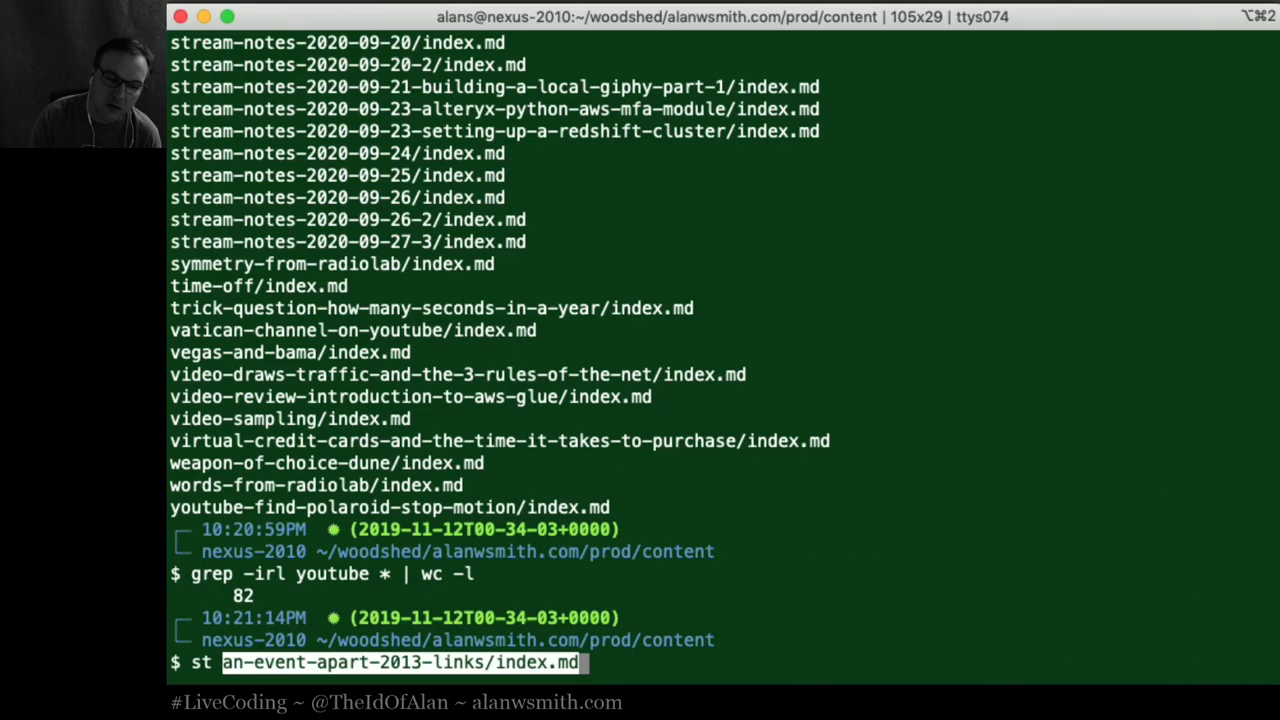 alans@nexus-2010:~/woodshed/alanwsmith.com/prod/content | 105x29 | ttys074
⌥⌘2
stream-notes-2020-09-20/index.md
stream-notes-2020-09-20-2/index.md
stream-notes-2020-09-21-building-a-local-giphy-part-1/index.md
stream-notes-2020-09-23-alteryx-python-aws-mfa-module/index.md
stream-notes-2020-09-23-setting-up-a-redshift-cluster/index.md
stream-notes-2020-09-24/index.md
stream-notes-2020-09-25/index.md
stream-notes-2020-09-26/index.md
stream-notes-2020-09-26-2/index.md
stream-notes-2020-09-27-3/index.md
symmetry-from-radiolab/index.md
time-off/index.md
trick-question-how-many-seconds-in-a-year/index.md
vatican-channel-on-youtube/index.md
vegas-and-bama/index.md
video-draws-traffic-and-the-3-rules-of-the-net/index.md
video-review-introduction-to-aws-glue/index.md
video-sampling/index.md
virtual-credit-cards-and-the-time-it-takes-to-purchase/index.md
weapon-of-choice-dune/index.md
words-from-radiolab/index.md
youtube-find-polaroid-stop-motion/index.md
10:20:59PM ✹ (2019-11-12T00-34-03+0000)
nexus-2010 ~/woodshed/alanwsmith.com/prod/content
$ grep -irl youtube * | wc -l
82
10:21:14PM ✹ (2019-11-12T00-34-03+0000)
nexus-2010 ~/woodshed/alanwsmith.com/prod/content
$ st an-event-apart-2013-links/index.md
#LiveCoding ~ @TheIdOfAlan ~ alanwsmith.com